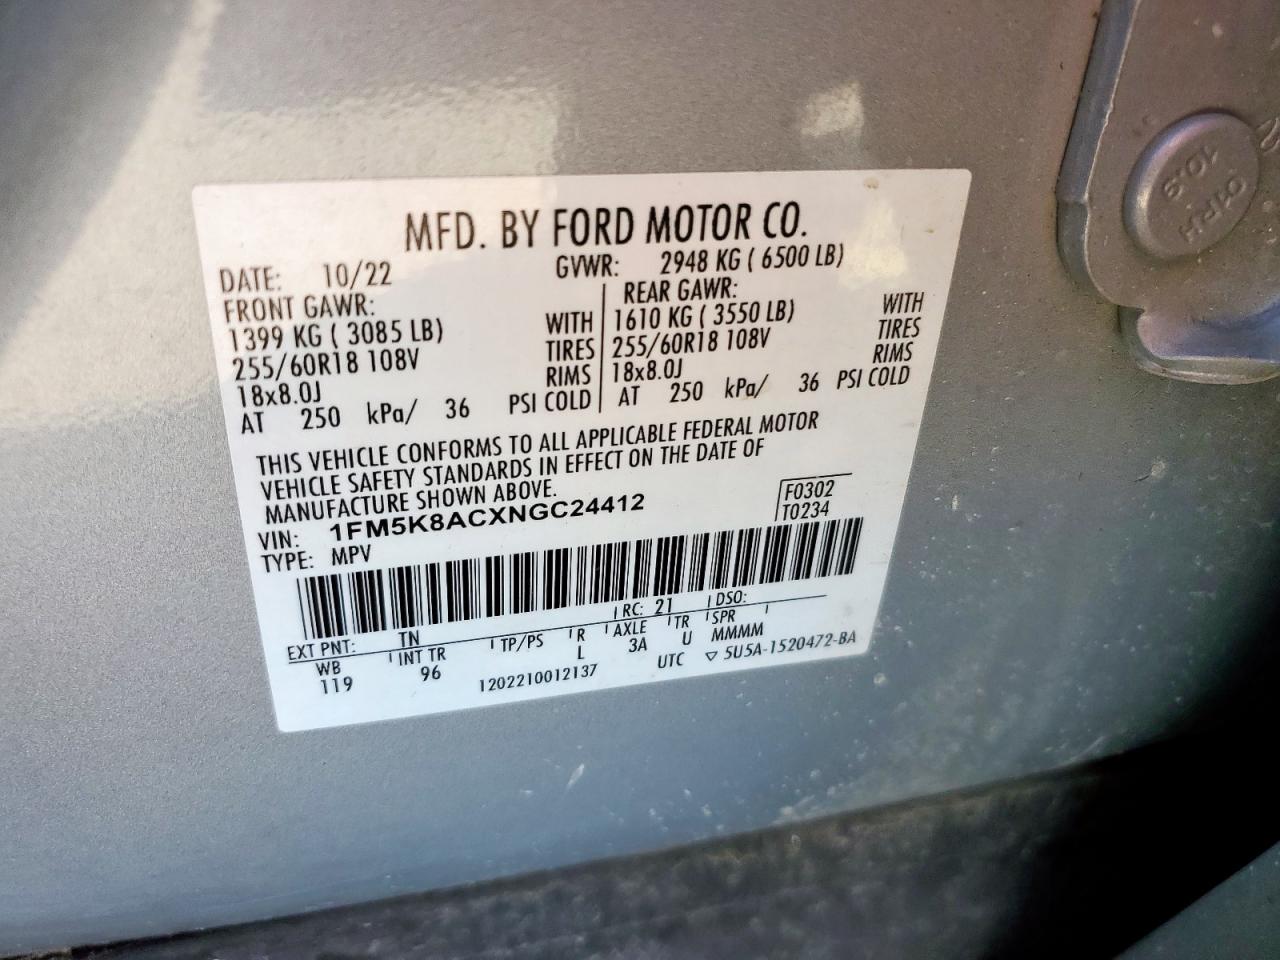 MFD. BY FORD MOTOR CO.
DATE: 10/22 GVWR: 2948 KG ( 6500 LB)
FRONT GAWR: REAR GAWR:
1399 KG ( 3085 LB) WITH 1610 KG ( 3550 LB) WITH
255/60R18 108V TIRES 255/60R18 108V TIRES
18x8.0J RIMS 18x8.0J RIMS
AT 250 kPa/ 36 PSI COLD AT 250 kPa/ 36 PSI COLD
THIS VEHICLE CONFORMS TO ALL APPLICABLE FEDERAL MOTOR
VEHICLE SAFETY STANDARDS IN EFFECT ON THE DATE OF
MANUFACTURE SHOWN ABOVE.
VIN: 1FM5K8ACXNGC24412 F0302
TYPE: MPV T0234
EXT PNT: TN RC: 21 DSO:
WB INT TR TP/PS R AXLE TR SPR
119 96 L 3A U MMMM
1202210012137 UTC ▽ 5U5A-1520472-BA
01RH
10.9